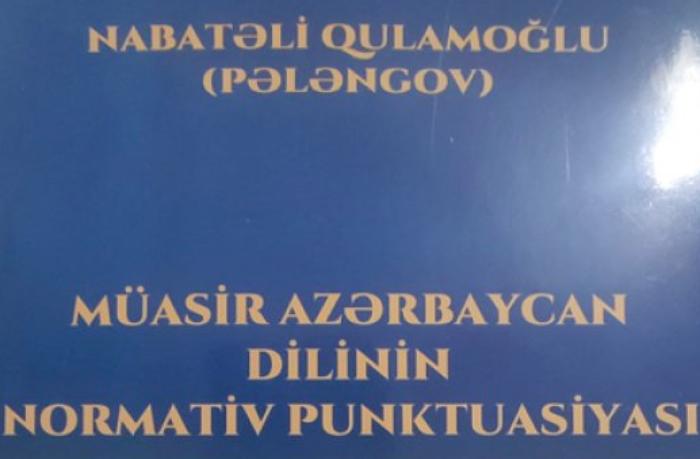 NABATƏLİ QULAMOĞLU
(PƏLƏNGOV)
MÜASİR AZƏRBAYCAN
DİLİNİN
NORMATİV PUNKTUASİYASI